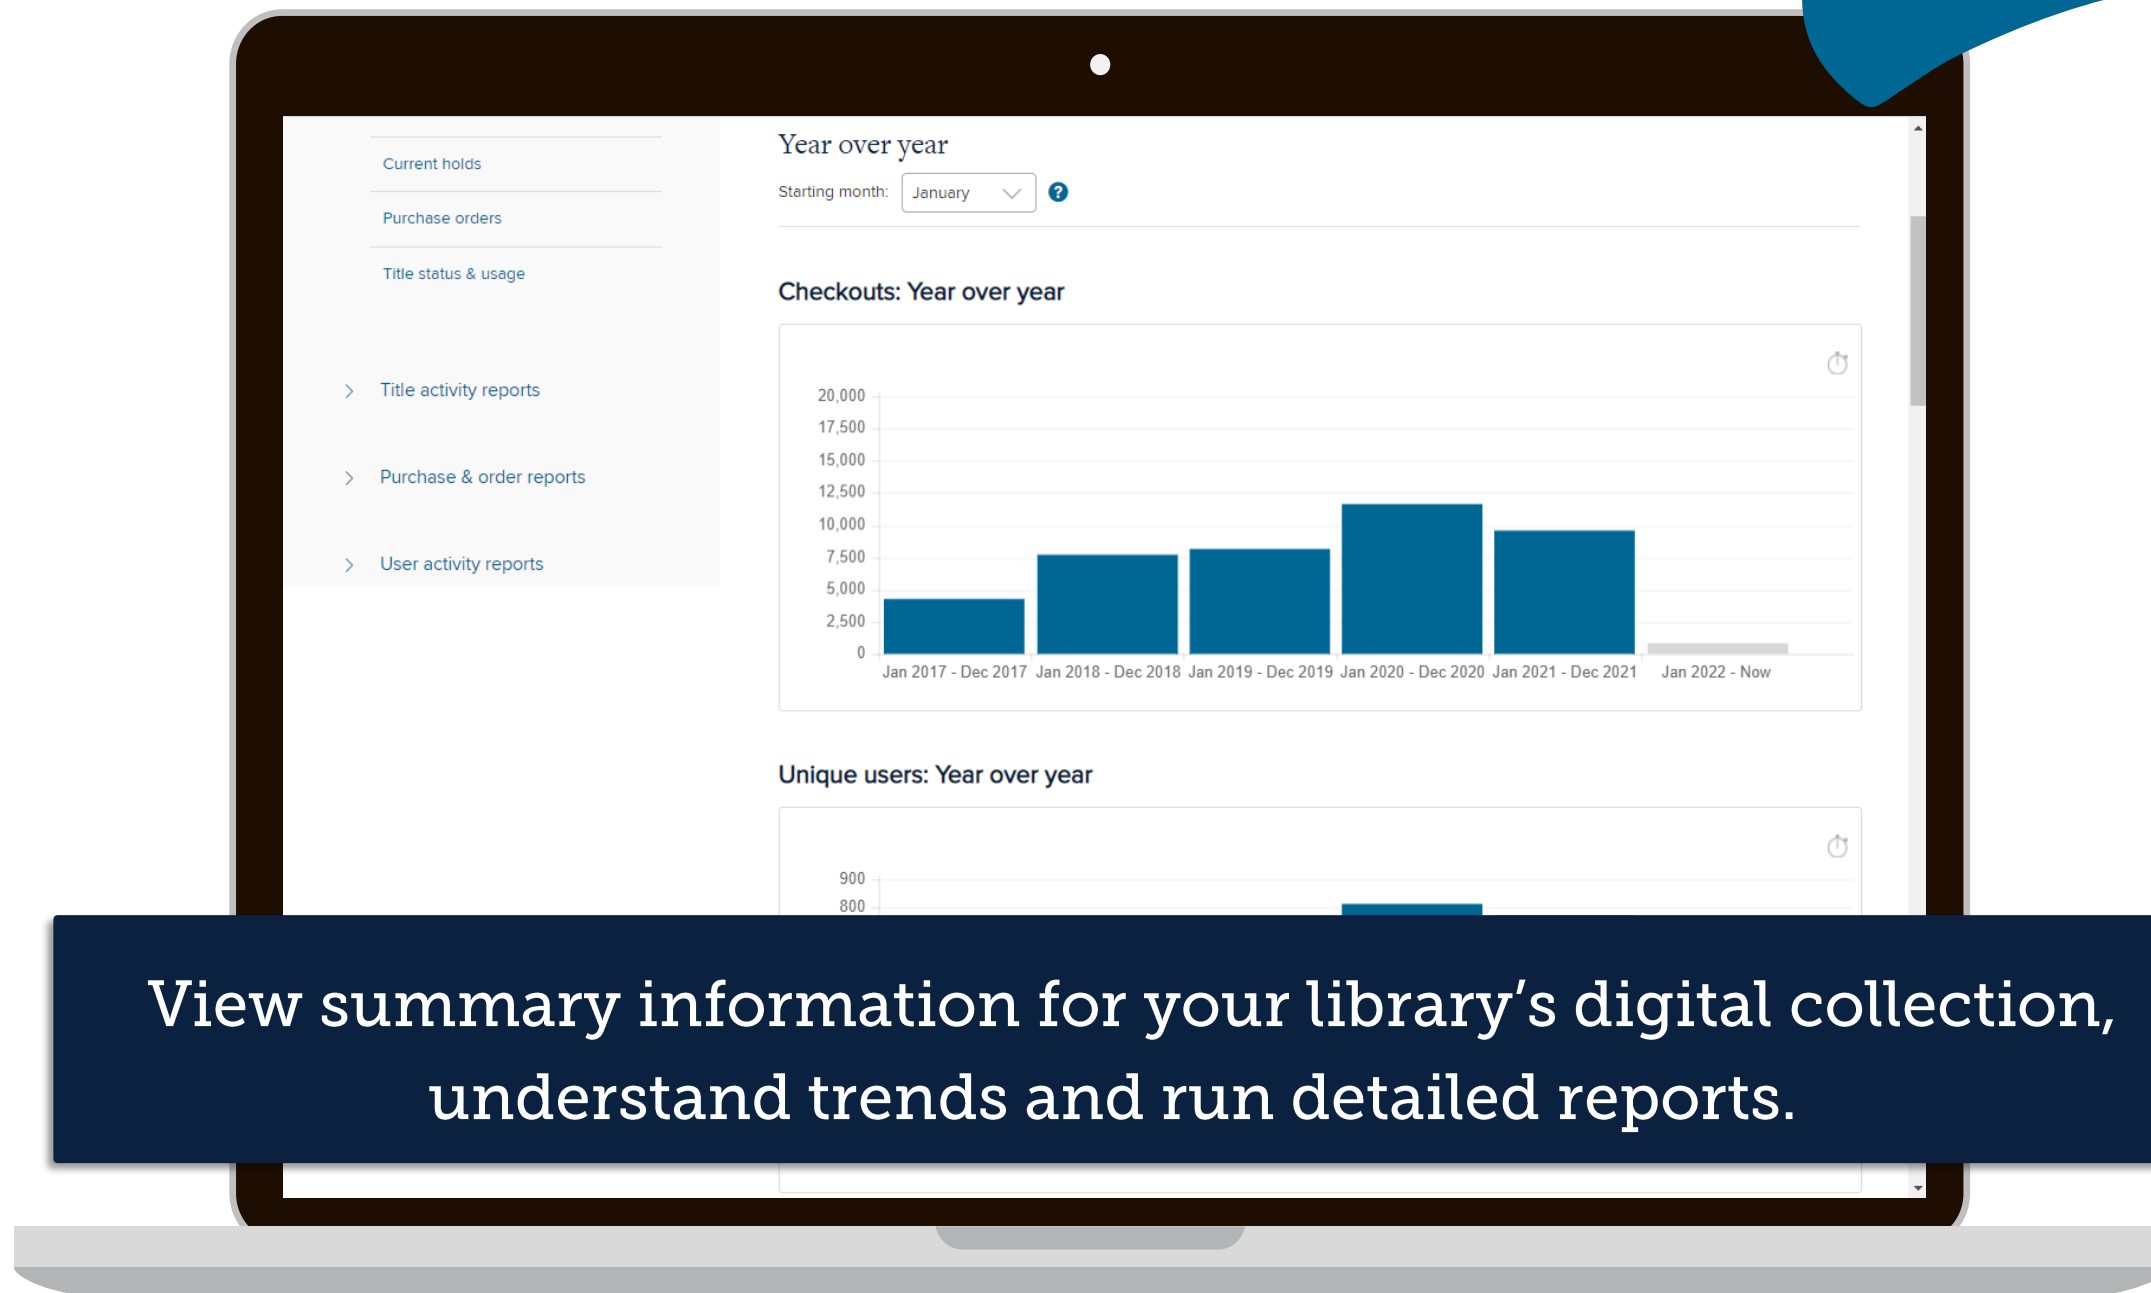 Current holds
Purchase orders
Title status & usage
Title activity reports
Purchase & order reports
User activity reports
Year over year
Starting month: January ?
Checkouts: Year over year
20,000
17,500
15,000
12,500
10,000
7,500
5,000
2,500
0
Jan 2017 - Dec 2017 Jan 2018 - Dec 2018 Jan 2019 - Dec 2019 Jan 2020 - Dec 2020 Jan 2021 - Dec 2021 Jan 2022 - Now
Unique users: Year over year
900
800
View summary information for your library’s digital collection,
understand trends and run detailed reports.